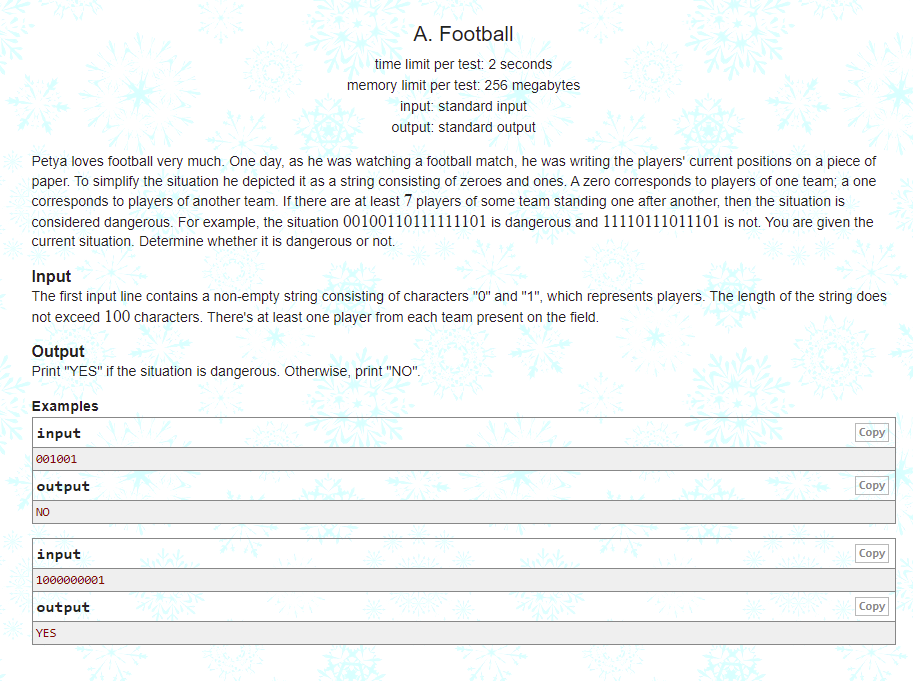 A. Football
time limit per test: 2 seconds
memory limit per test: 256 megabytes
input: standard input
output: standard output
Petya loves football very much. One day, as he was watching a football match, he was writing the players' current positions on a piece of
paper. To simplify the situation he depicted it as a string consisting of zeroes and ones. A zero corresponds to players of one team; a one
corresponds to players of another team. If there are at least 7 players of some team standing one after another, then the situation is
considered dangerous. For example, the situation 00100110111111101 is dangerous and 11110111011101 is not. You are given the
current situation. Determine whether it is dangerous or not.
Input
The first input line contains a non-empty string consisting of characters "0" and "1", which represents players. The length of the string does
not exceed 100 characters. There's at least one player from each team present on the field.
Output
Print "YES" if the situation is dangerous. Otherwise, print "NO".
Examples
input Copy
001001
output Copy
NO
input Copy
1000000001
output Copy
YES